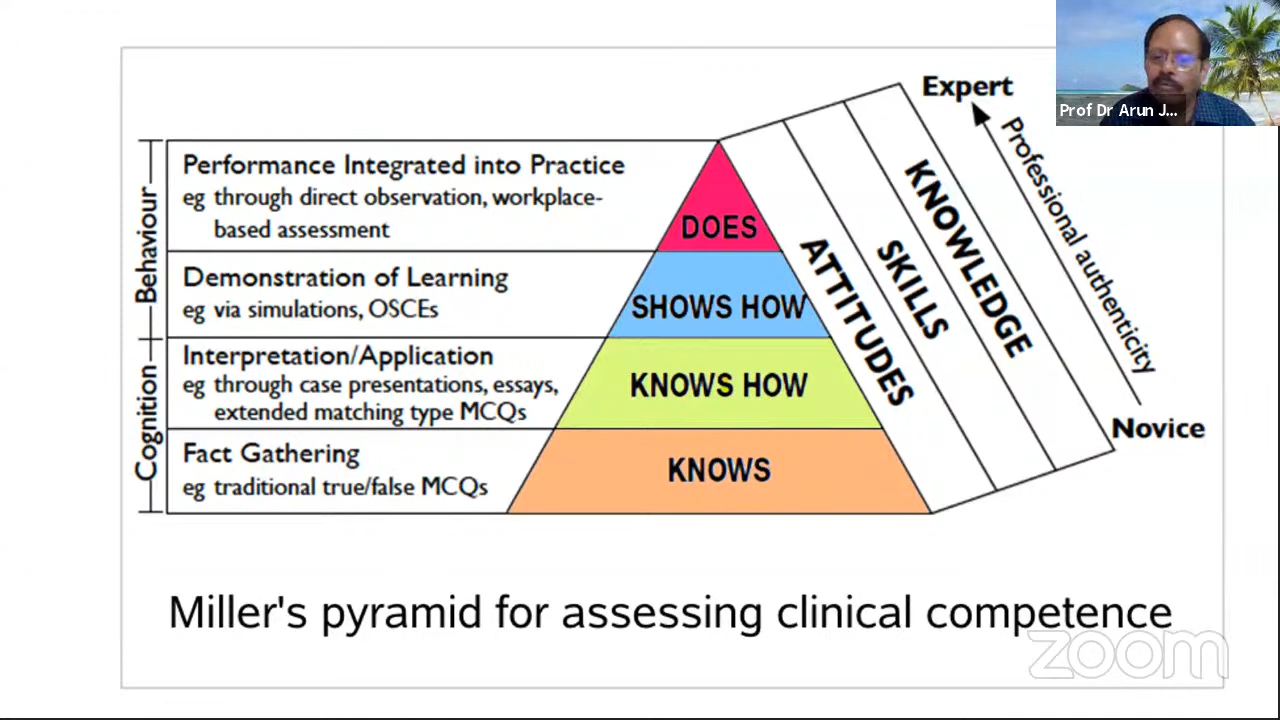 Prof Dr Arun J...
Expert
Professional authenticity
Novice
Behaviour
Cognition
Performance Integrated into Practice
eg through direct observation, workplace-
based assessment
DOES
Demonstration of Learning
eg via simulations, OSCEs
SHOWS HOW
Interpretation/Application
eg through case presentations, essays,
extended matching type MCQs
KNOWS HOW
Fact Gathering
eg traditional true/false MCQs
KNOWS
ATTITUDES
SKILLS
KNOWLEDGE
Miller's pyramid for assessing clinical competence
zoom